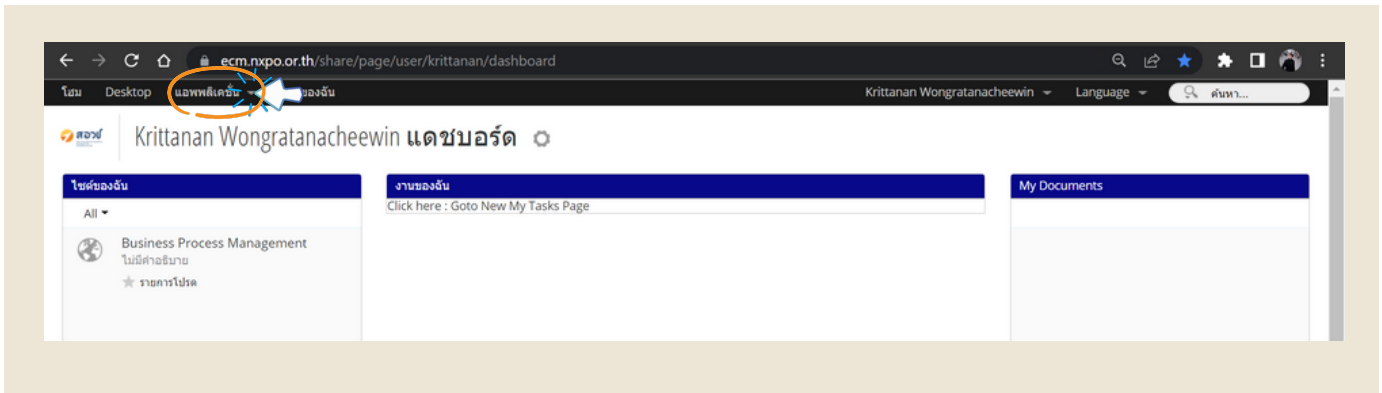 ecm.nxpo.or.th/share/page/user/krittanan/dashboard
โฮม Desktop แอพพลิเคชั่น ของฉัน Krittanan Wongratanacheewin Language ค้นหา...
สอวช Krittanan Wongratanacheewin แดชบอร์ด
ไซต์ของฉัน งานของฉัน My Documents
All Click here : Goto New My Tasks Page
Business Process Management
ไม่มีคำอธิบาย
รายการโปรด